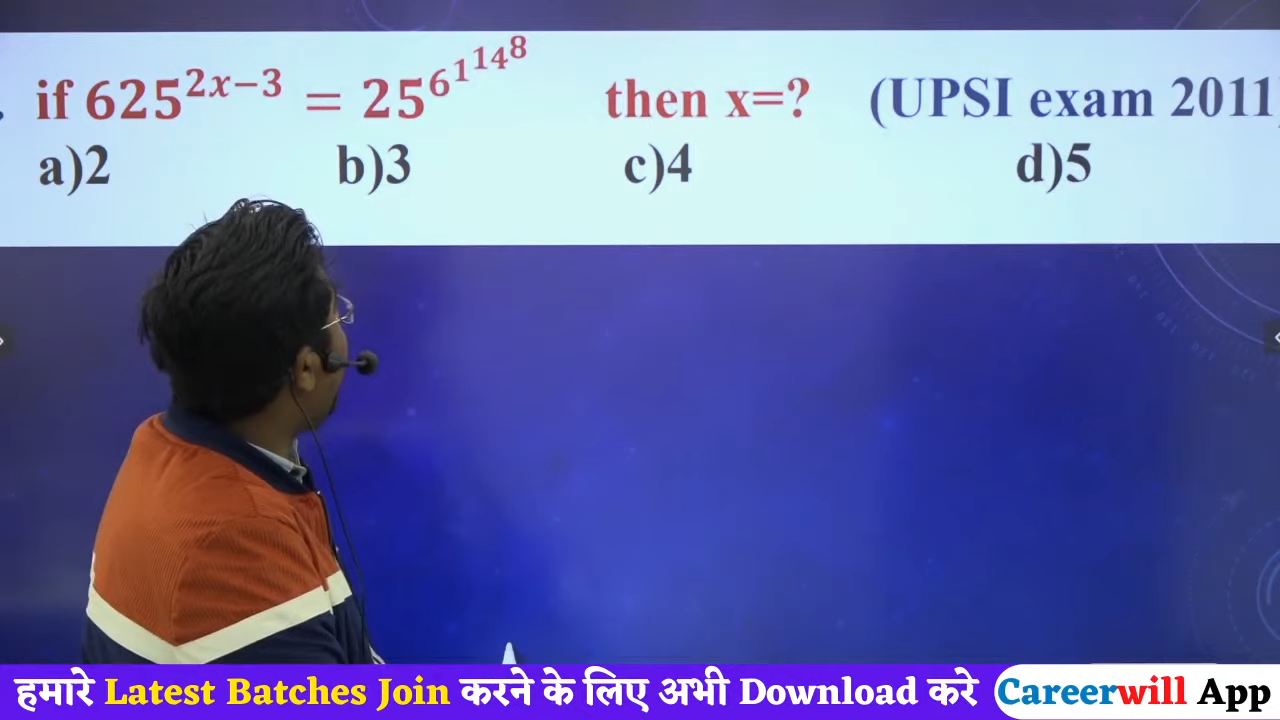 if 625^{2x-3} = 25^{6^{1^{14^{8}}}} then x=? (UPSI exam 2011
a)2 b)3 c)4 d)5
हमारे Latest Batches Join करने के लिए अभी Download करे Careerwill App